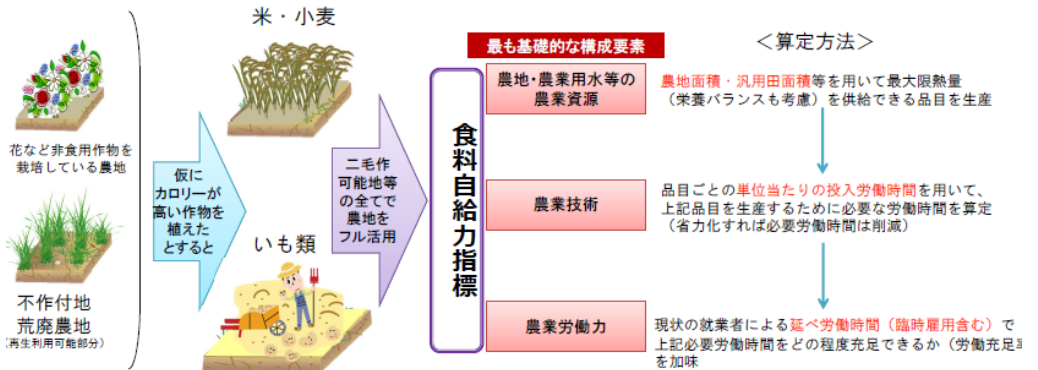 米・小麦
花など非食用作物を
栽培している農地
不作付地
荒廃農地
(再生利用可能部分)
仮に
カロリーが
高い作物を
植えた
とすると
いも類
二毛作
可能地等
の全てで
農地を
フル活用
食料自給力指標
最も基礎的な構成要素
農地・農業用水等の
農業資源
農業技術
農業労働力
＜算定方法＞
農地面積・汎用田面積等を用いて最大限熱量
（栄養バランスも考慮）を供給できる品目を生産
品目ごとの単位当たりの投入労働時間を用いて、
上記品目を生産するために必要な労働時間を算定
（省力化すれば必要労働時間は削減）
現状の就業者による延べ労働時間（臨時雇用含む）で
上記必要労働時間をどの程度充足できるか（労働充足率
を加味